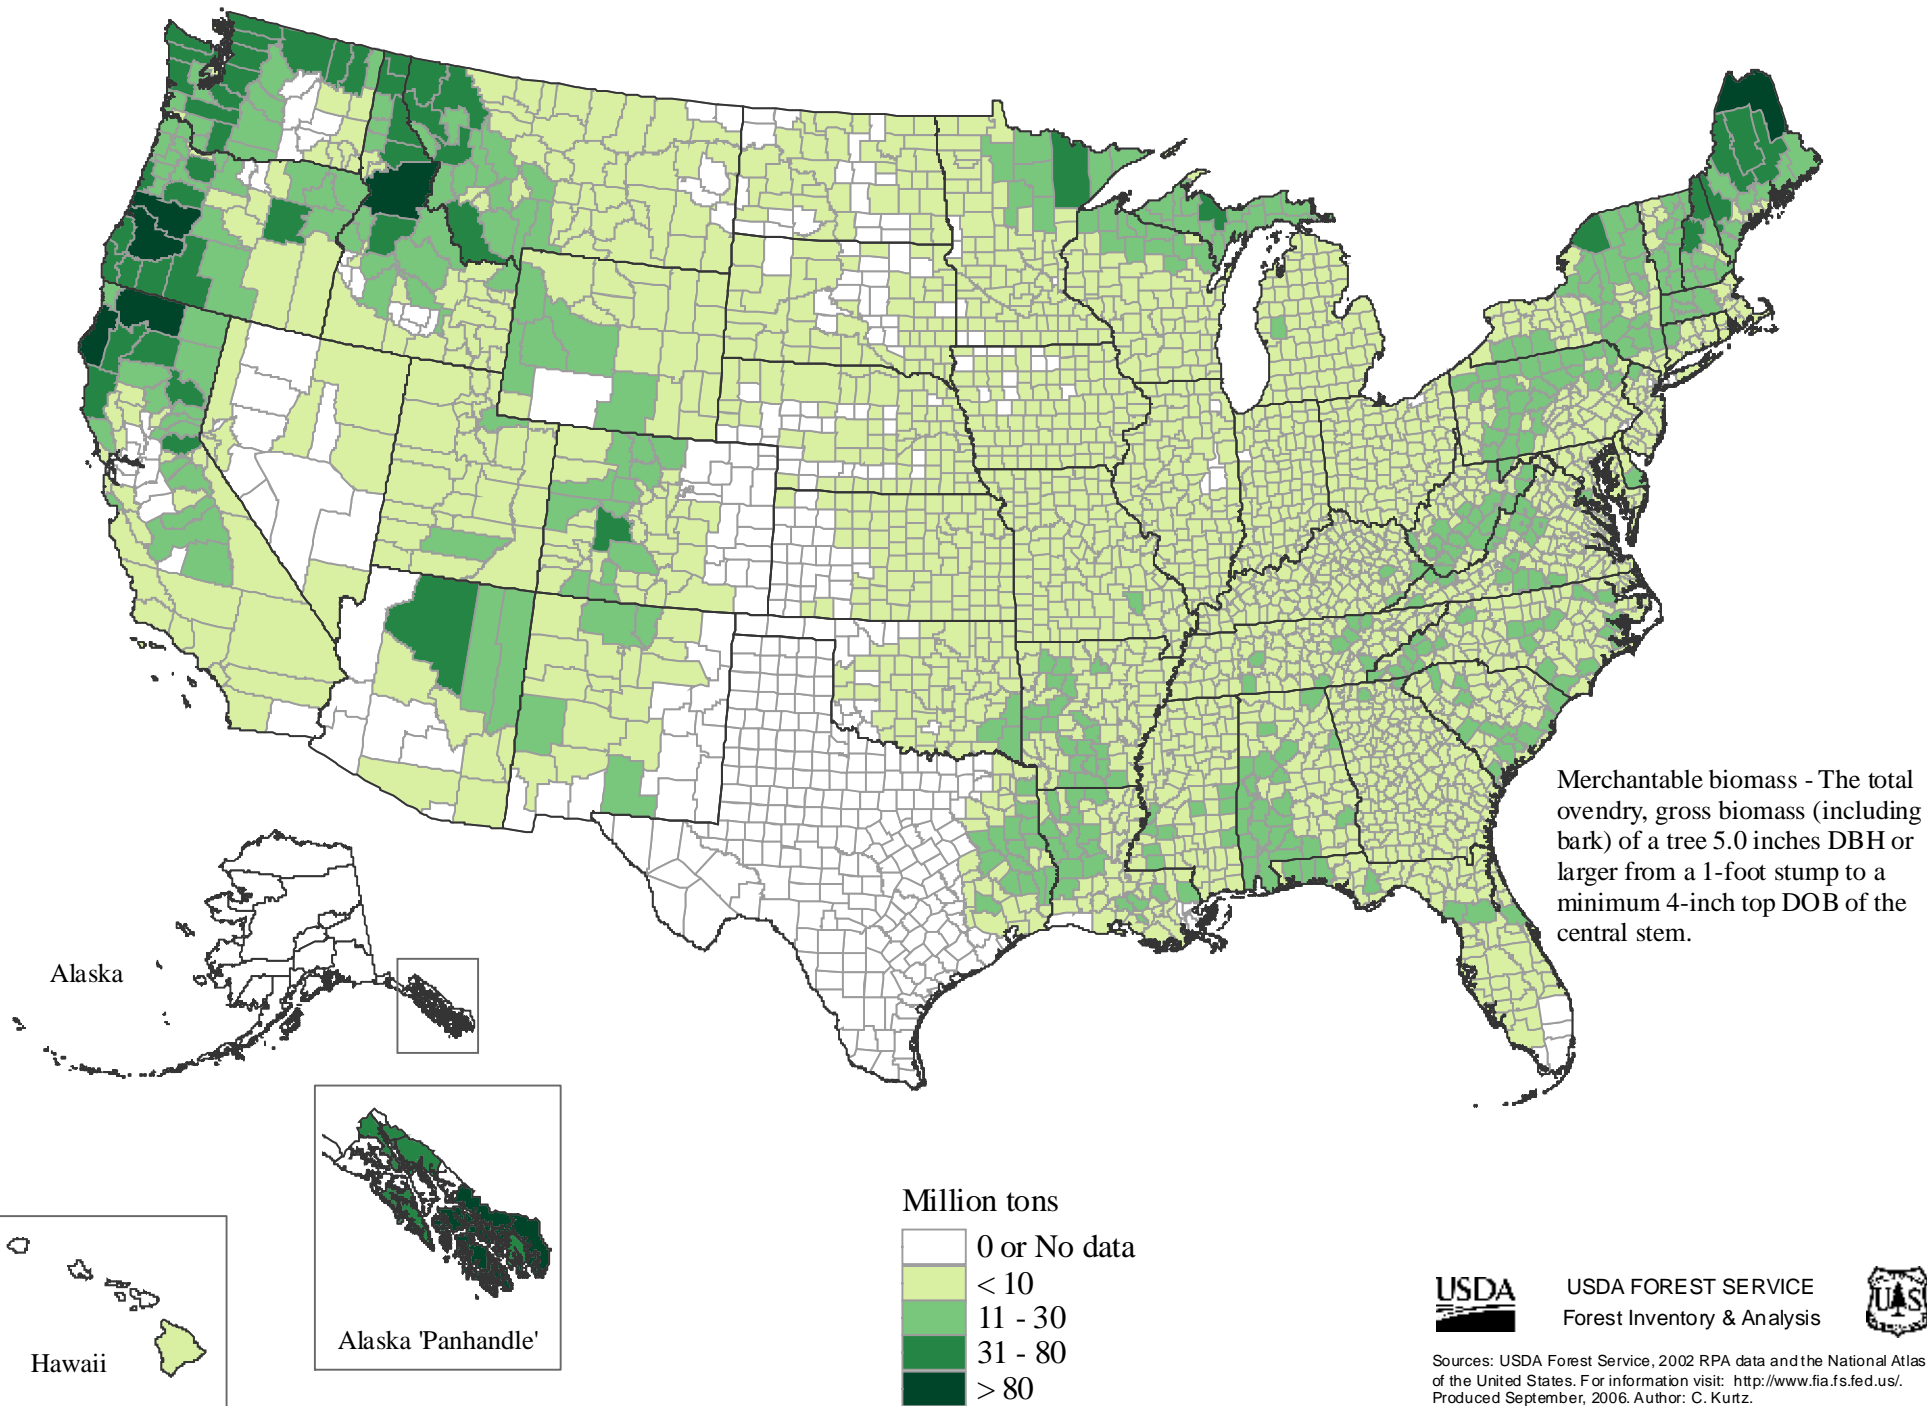 Merchantable biomass - The total
ovendry, gross biomass (including
bark) of a tree 5.0 inches DBH or
larger from a 1-foot stump to a
minimum 4-inch top DOB of the
central stem.
Alaska
Alaska 'Panhandle'
Hawaii
Million tons
0 or No data
< 10
11 - 30
31 - 80
> 80
USDA
USDA FOREST SERVICE
Forest Inventory & Analysis
US
Sources: USDA Forest Service, 2002 RPA data and the National Atlas
of the United States. For information visit: http://www.fia.fs.fed.us/.
Produced September, 2006. Author: C. Kurtz.